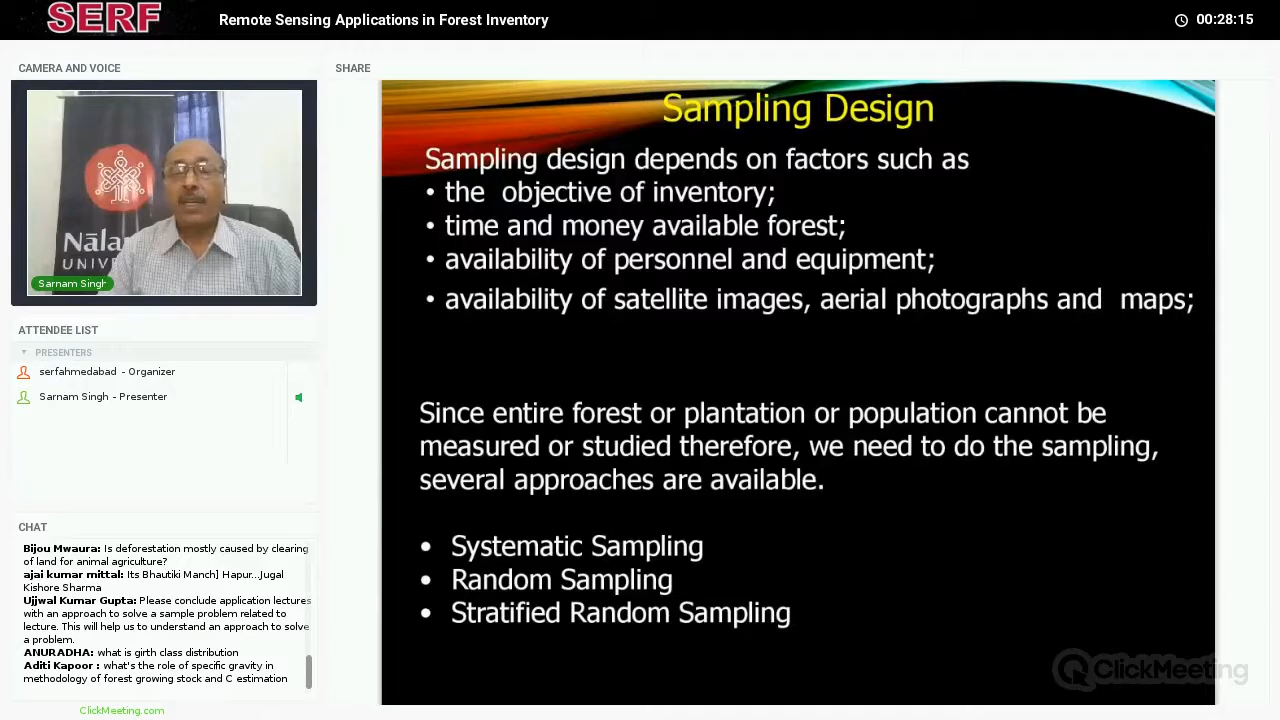 SERF
Remote Sensing Applications in Forest Inventory
00:28:15
CAMERA AND VOICE
UNIV
Sarnam Singh
ATTENDEE LIST
PRESENTERS
serfahmedabad - Organizer
Sarnam Singh - Presenter
CHAT
Bijou Mwaura: Is deforestation mostly caused by clearing
of land for animal agriculture?
ajai kumar mittal: Its Bhautiki Manch] Hapur...Jugal
Kishore Sharma
Ujjwal Kumar Gupta: Please conclude application lectures
with an approach to solve a sample problem related to
lecture. This will help us to understand an approach to solve
a problem.
ANURADHA: what is girth class distribution
Aditi Kapoor : what's the role of specific gravity in
methodology of forest growing stock and C estimation
ClickMeeting.com
SHARE
Sampling Design
Sampling design depends on factors such as
• the objective of inventory;
• time and money available forest;
• availability of personnel and equipment;
• availability of satellite images, aerial photographs and maps;
Since entire forest or plantation or population cannot be
measured or studied therefore, we need to do the sampling,
several approaches are available.
• Systematic Sampling
• Random Sampling
• Stratified Random Sampling
ClickMeeting